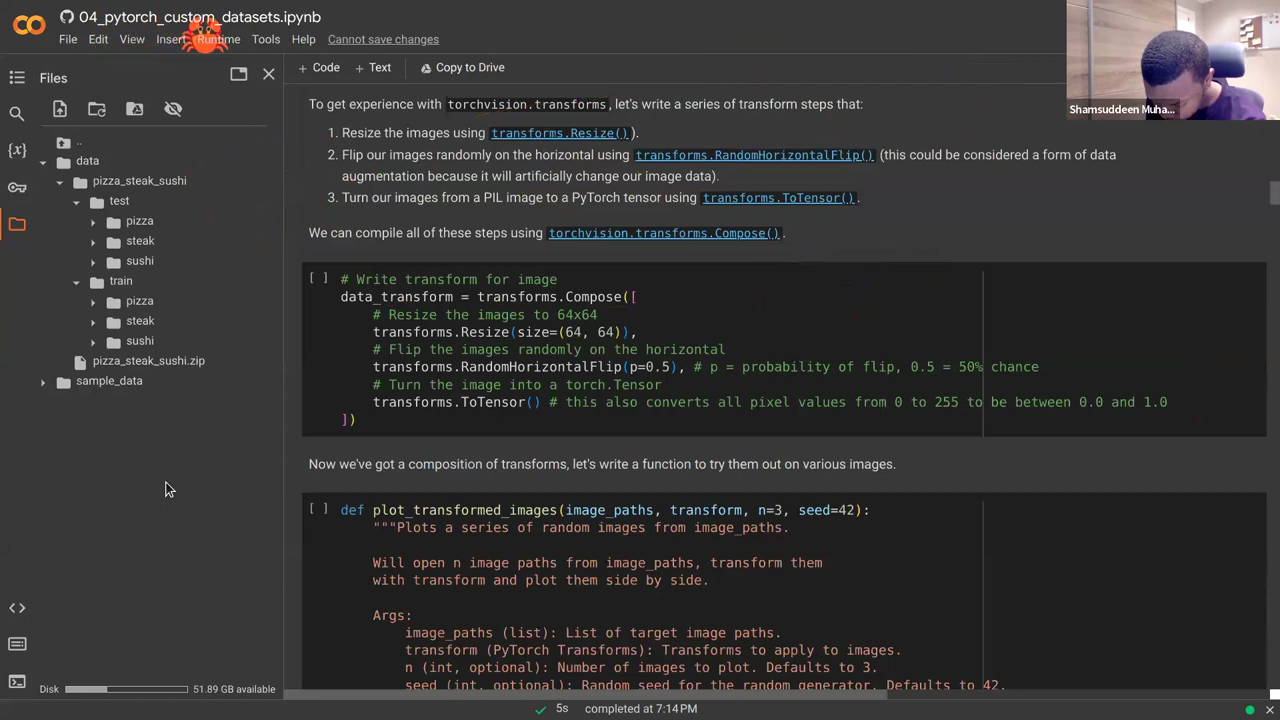 04_pytorch_custom_datasets.ipynb
File Edit View Insert Runtime Tools Help Cannot save changes
Files
+ Code + Text Copy to Drive
Shamsuddeen Muha...
..
data
pizza_steak_sushi
test
pizza
steak
sushi
train
pizza
steak
sushi
pizza_steak_sushi.zip
sample_data
Disk 51.89 GB available
To get experience with torchvision.transforms, let's write a series of transform steps that:
1. Resize the images using transforms.Resize() ).
2. Flip our images randomly on the horizontal using transforms.RandomHorizontalFlip() (this could be considered a form of data
augmentation because it will artificially change our image data).
3. Turn our images from a PIL image to a PyTorch tensor using transforms.ToTensor() .
We can compile all of these steps using torchvision.transforms.Compose() .
[ ] # Write transform for image
data_transform = transforms.Compose([
# Resize the images to 64x64
transforms.Resize(size=(64, 64)),
# Flip the images randomly on the horizontal
transforms.RandomHorizontalFlip(p=0.5), # p = probability of flip, 0.5 = 50% chance
# Turn the image into a torch.Tensor
transforms.ToTensor() # this also converts all pixel values from 0 to 255 to be between 0.0 and 1.0
])
Now we've got a composition of transforms, let's write a function to try them out on various images.
[ ] def plot_transformed_images(image_paths, transform, n=3, seed=42):
"""Plots a series of random images from image_paths.
Will open n image paths from image_paths, transform them
with transform and plot them side by side.
Args:
image_paths (list): List of target image paths.
transform (PyTorch Transforms): Transforms to apply to images.
n (int, optional): Number of images to plot. Defaults to 3.
seed (int, optional): Random seed for the random generator. Defaults to 42.
5s completed at 7:14 PM